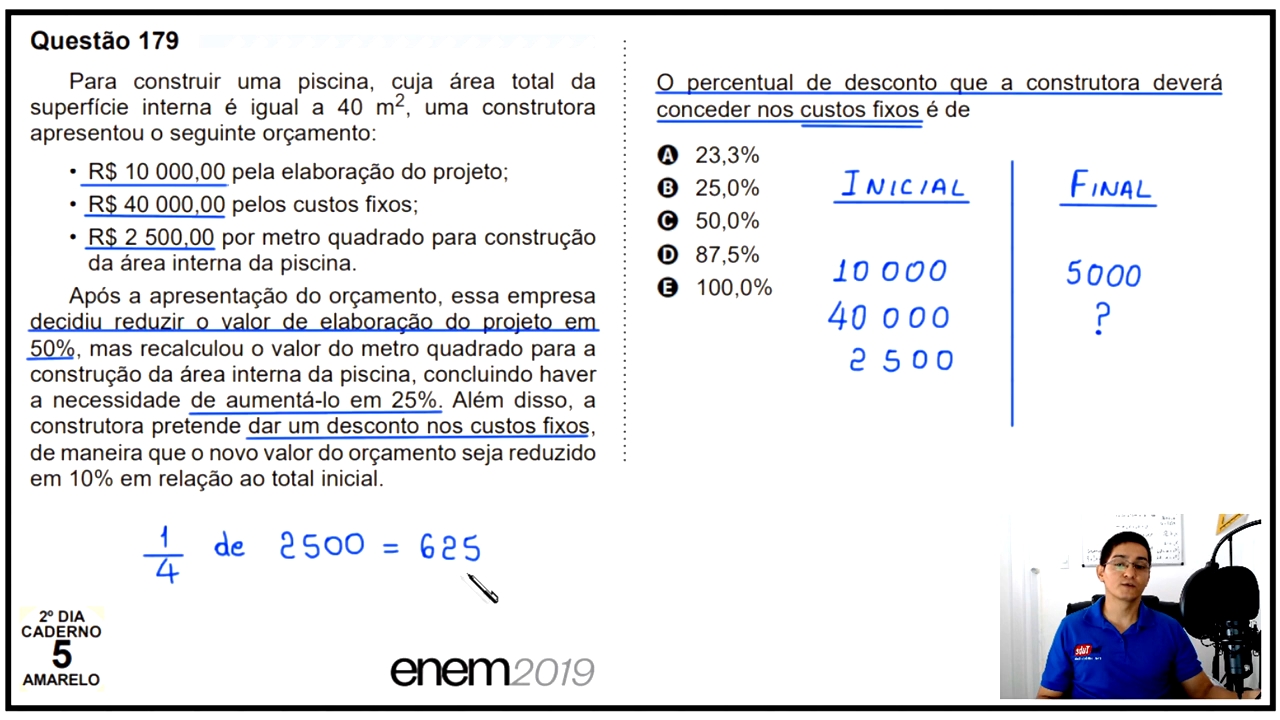 Questão 179
Para construir uma piscina, cuja área total da
superfície interna é igual a 40 m², uma construtora
apresentou o seguinte orçamento:
• R$ 10 000,00 pela elaboração do projeto;
• R$ 40 000,00 pelos custos fixos;
• R$ 2 500,00 por metro quadrado para construção
da área interna da piscina.
Após a apresentação do orçamento, essa empresa
decidiu reduzir o valor de elaboração do projeto em
50%, mas recalculou o valor do metro quadrado para a
construção da área interna da piscina, concluindo haver
a necessidade de aumentá-lo em 25%. Além disso, a
construtora pretende dar um desconto nos custos fixos,
de maneira que o novo valor do orçamento seja reduzido
em 10% em relação ao total inicial.
1/4 de 2500 = 625
2º DIA
CADERNO
5
AMARELO
enem2019
O percentual de desconto que a construtora deverá
conceder nos custos fixos é de
A 23,3%
B 25,0%
C 50,0%
D 87,5%
E 100,0%
INICIAL FINAL
10 000 5000
40 000 ?
2 500